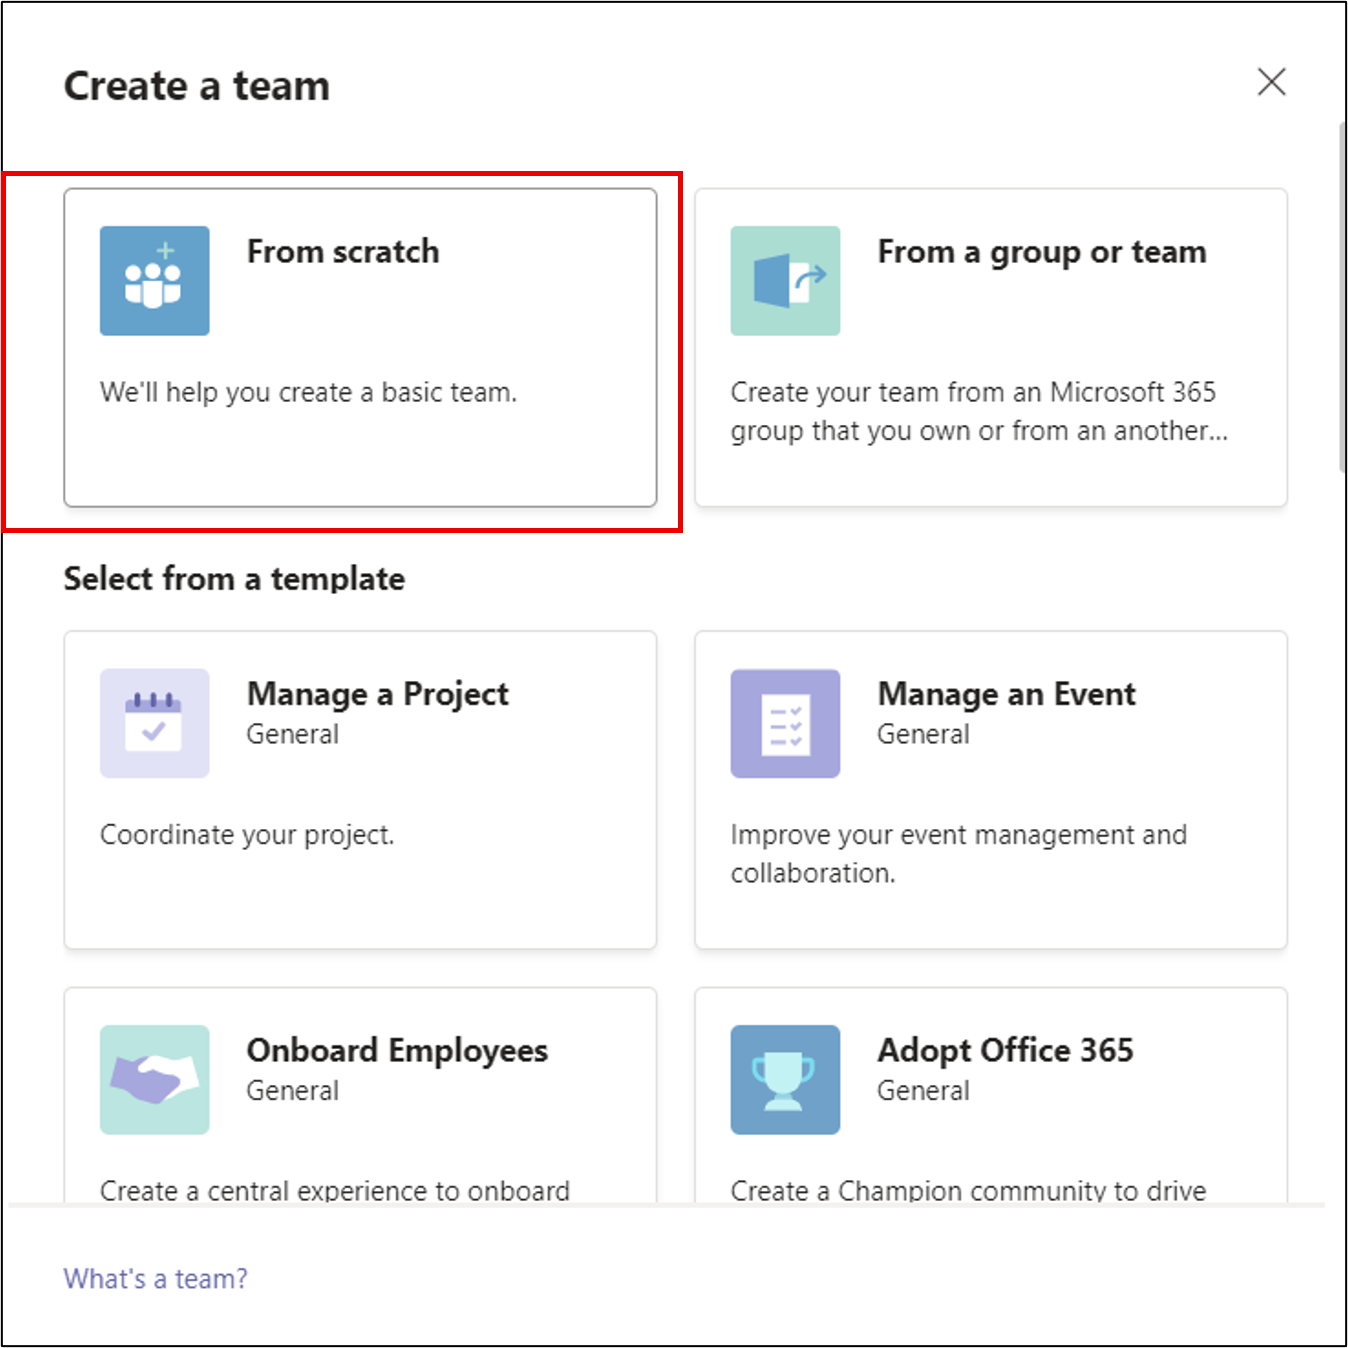 Create a team
From scratch
We'll help you create a basic team.
From a group or team
Create your team from an Microsoft 365
group that you own or from an another...
Select from a template
Manage a Project
General
Coordinate your project.
Manage an Event
General
Improve your event management and
collaboration.
Onboard Employees
General
Create a central experience to onboard
Adopt Office 365
General
Create a Champion community to drive
What's a team?